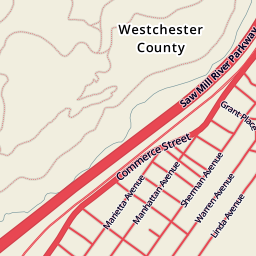 Westchester
County
Saw Mill River Parkway
Grant Place
Commerce Street
Marietta Avenue
Manhattan Avenue
Sherman Avenue
Warren Avenue
Linda Avenue